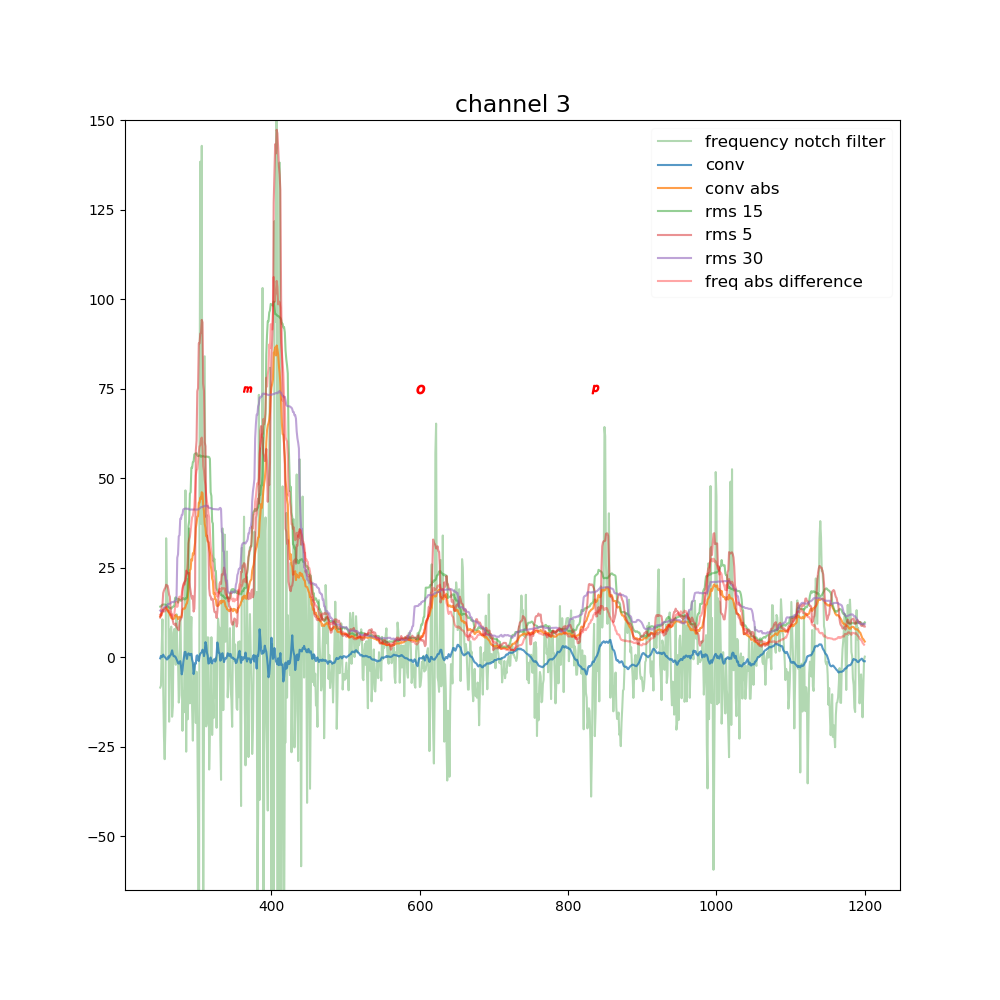 channel 3
150
125
100
75
50
25
0
−25
−50
400
600
800
1000
1200
frequency notch filter
conv
conv abs
rms 15
rms 5
rms 30
freq abs difference
m
o
p